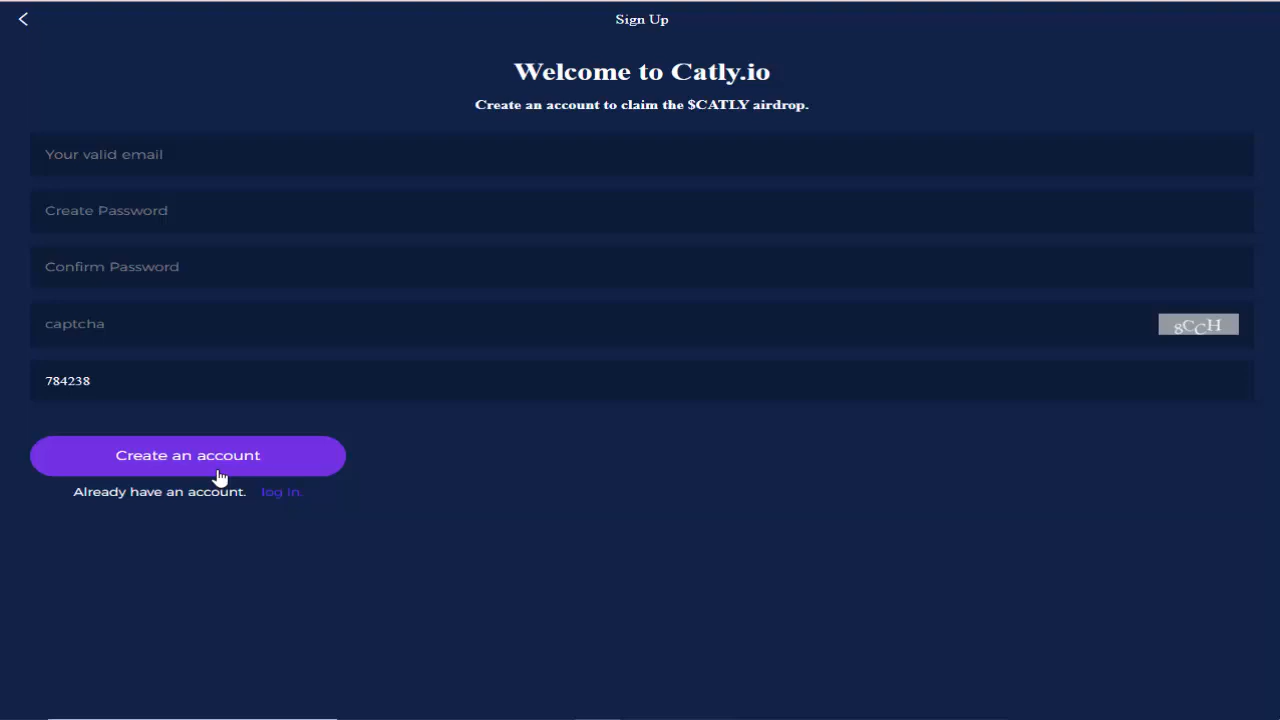 Sign Up
Welcome to Catly.io
Create an account to claim the $CATLY airdrop.
Your valid email
Create Password
Confirm Password
captcha
8CCH
784238
Create an account
Already have an account. log in.